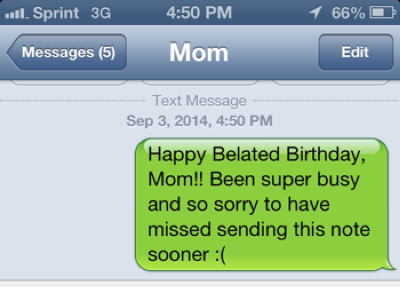 Sprint 3G 4:50 PM 66%
Messages (5) Mom Edit
Text Message
Sep 3, 2014, 4:50 PM
Happy Belated Birthday,
Mom!! Been super busy
and so sorry to have
missed sending this note
sooner :(